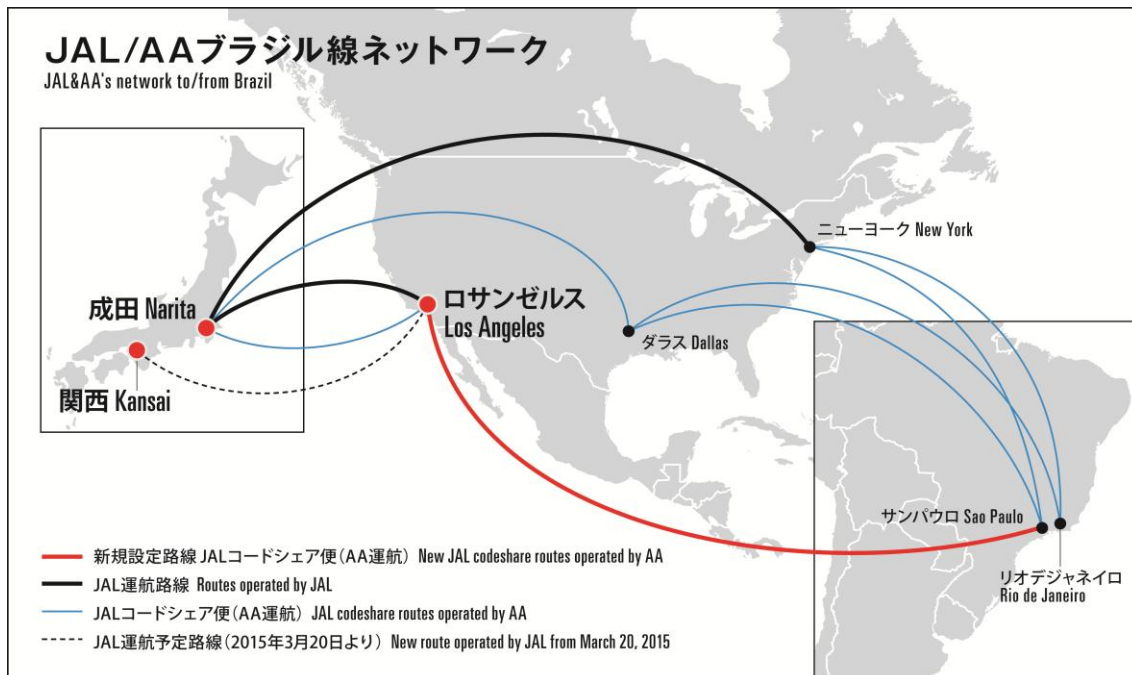 JAL/AAブラジル線ネットワーク
JAL&AA's network to/from Brazil
ニューヨーク New York
成田 Narita
ロサンゼルス
Los Angeles
ダラス Dallas
関西 Kansai
サンパウロ Sao Paulo
リオデジャネイロ
Rio de Janeiro
新規設定路線 JALコードシェア便(AA運航) New JAL codeshare routes operated by AA
JAL運航路線 Routes operated by JAL
JALコードシェア便(AA運航) JAL codeshare routes operated by AA
JAL運航予定路線(2015年3月20日より) New route operated by JAL from March 20, 2015